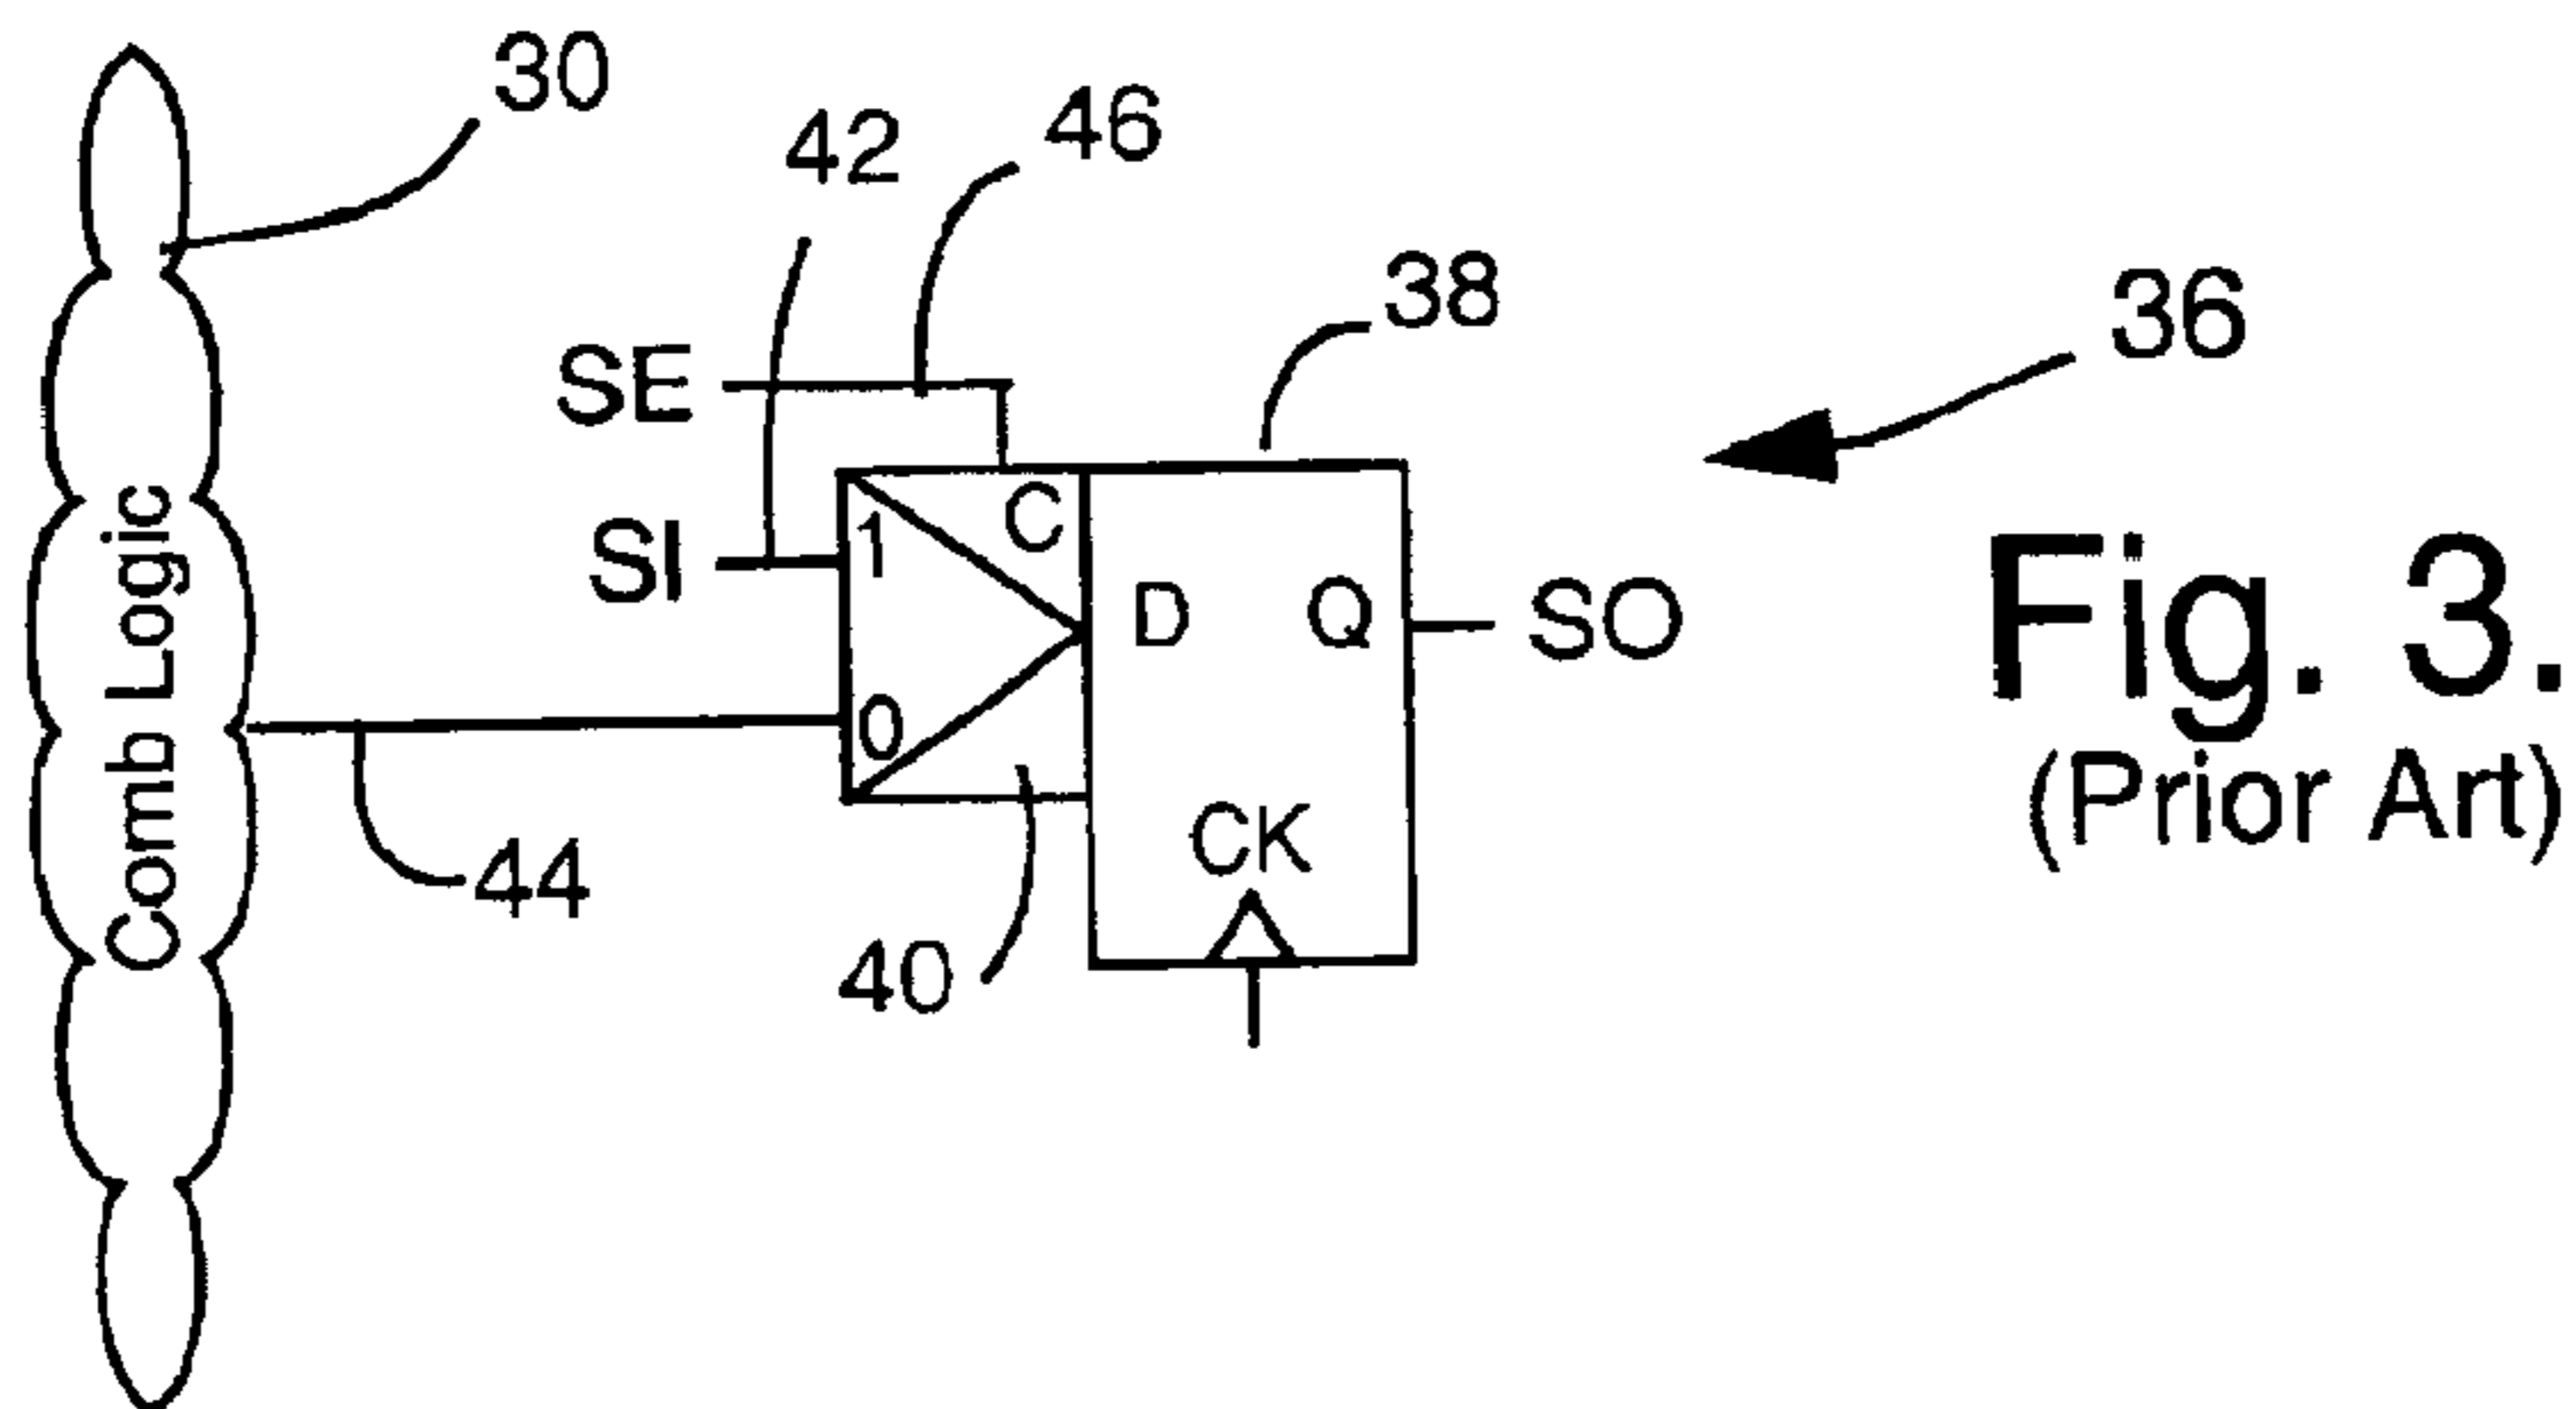 30
42
46
38
36
SE
SI
1
C
D
Q
SO
Fig. 3.
(Prior Art)
Comb Logic
0
CK
44
40